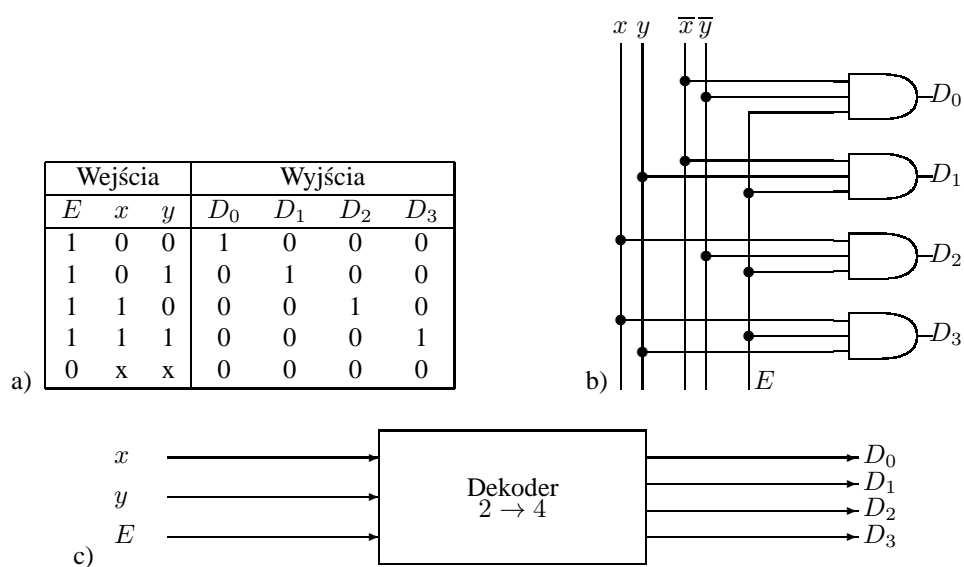 Wejścia Wyjścia
E x y D₀ D₁ D₂ D₃
1 0 0 1 0 0 0
1 0 1 0 1 0 0
1 1 0 0 0 1 0
1 1 1 0 0 0 1
0 x x 0 0 0 0
a)
x y x̅ y̅
D₀
D₁
D₂
D₃
b) E
x Dekoder D₀
y 2 → 4 D₁
E D₂
c) D₃